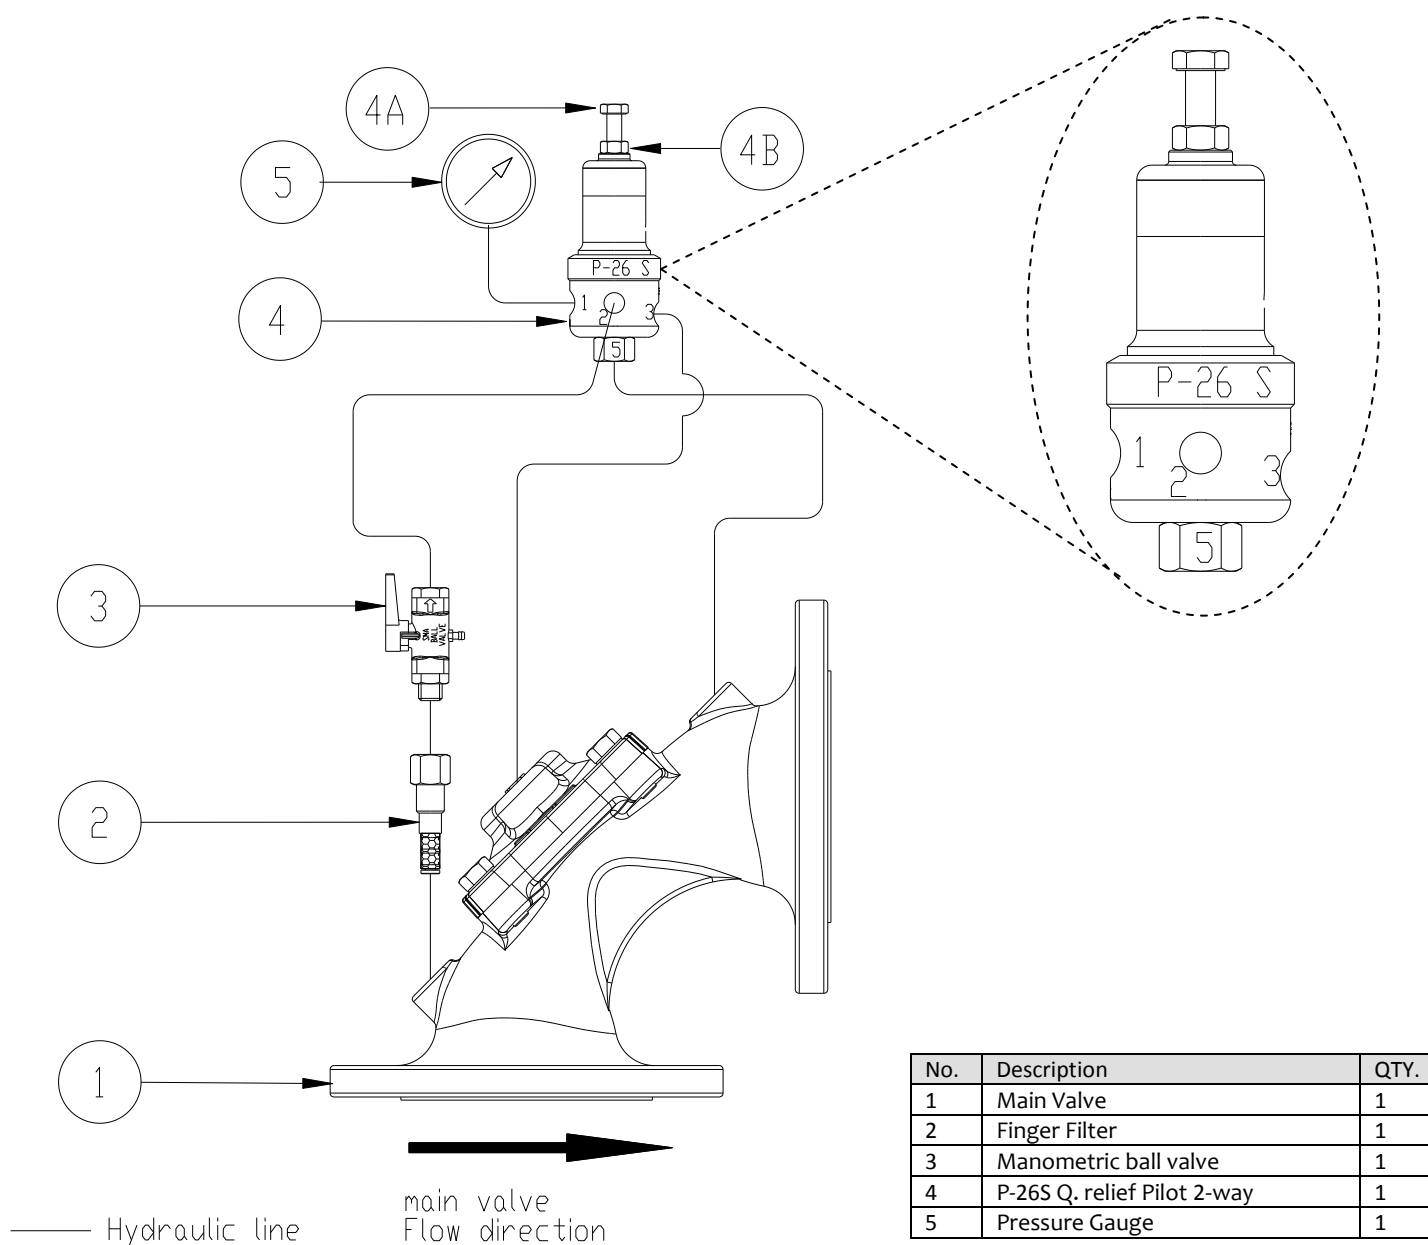 4A
4B
5
P-26 S
1
2
3
5
4
P-26 S
1
2
3
5
3
SMA
BALL
VALVE
2
1
main valve
Flow direction
Hydraulic line
No. Description QTY.
1 Main Valve 1
2 Finger Filter 1
3 Manometric ball valve 1
4 P-26S Q. relief Pilot 2-way 1
5 Pressure Gauge 1